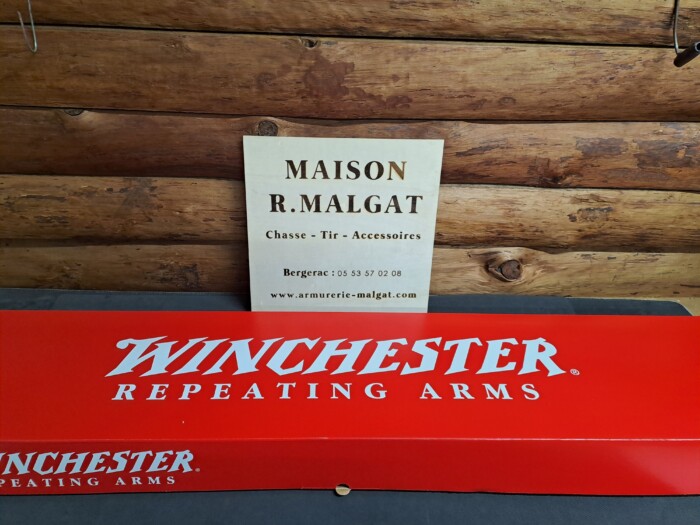 MAISON
R.MALGAT
Chasse - Tir - Accessoires
Bergerac : 05 53 57 02 08
www.armurerie-malgat.com
WINCHESTER®
REPEATING ARMS
INCHESTER®
PEATING ARMS